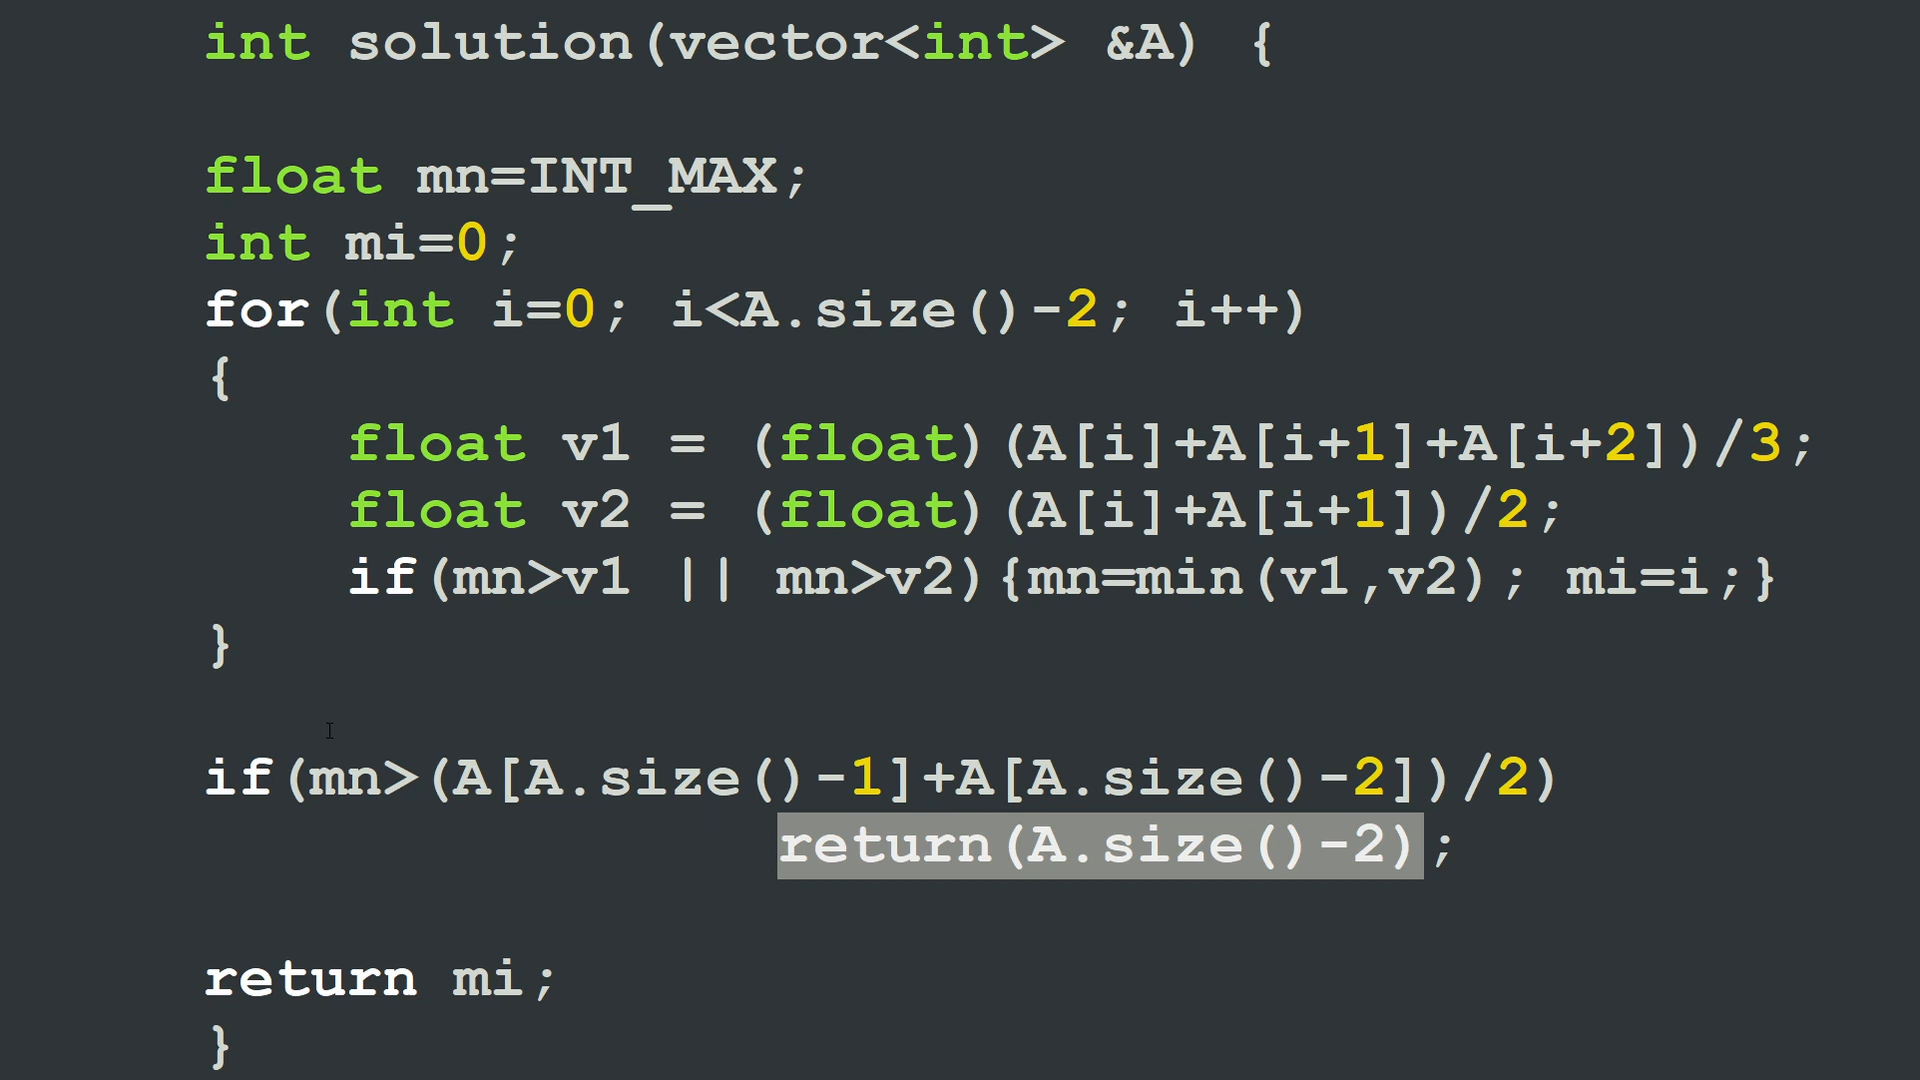 int solution(vector<int> &A) {
float mn=INT_MAX;
int mi=0;
for(int i=0; i<A.size()-2; i++)
{
float v1 = (float)(A[i]+A[i+1]+A[i+2])/3;
float v2 = (float)(A[i]+A[i+1])/2;
if(mn>v1 || mn>v2){mn=min(v1,v2); mi=i;}
}
if(mn>(A[A.size()-1]+A[A.size()-2])/2)
return(A.size()-2);
return mi;
}